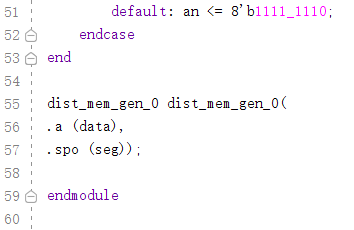 51 default: an <= 8'b1111_1110;
52 endcase
53 end
54
55 dist_mem_gen_0 dist_mem_gen_0(
56 .a (data),
57 .spo (seg));
58
59 endmodule
60